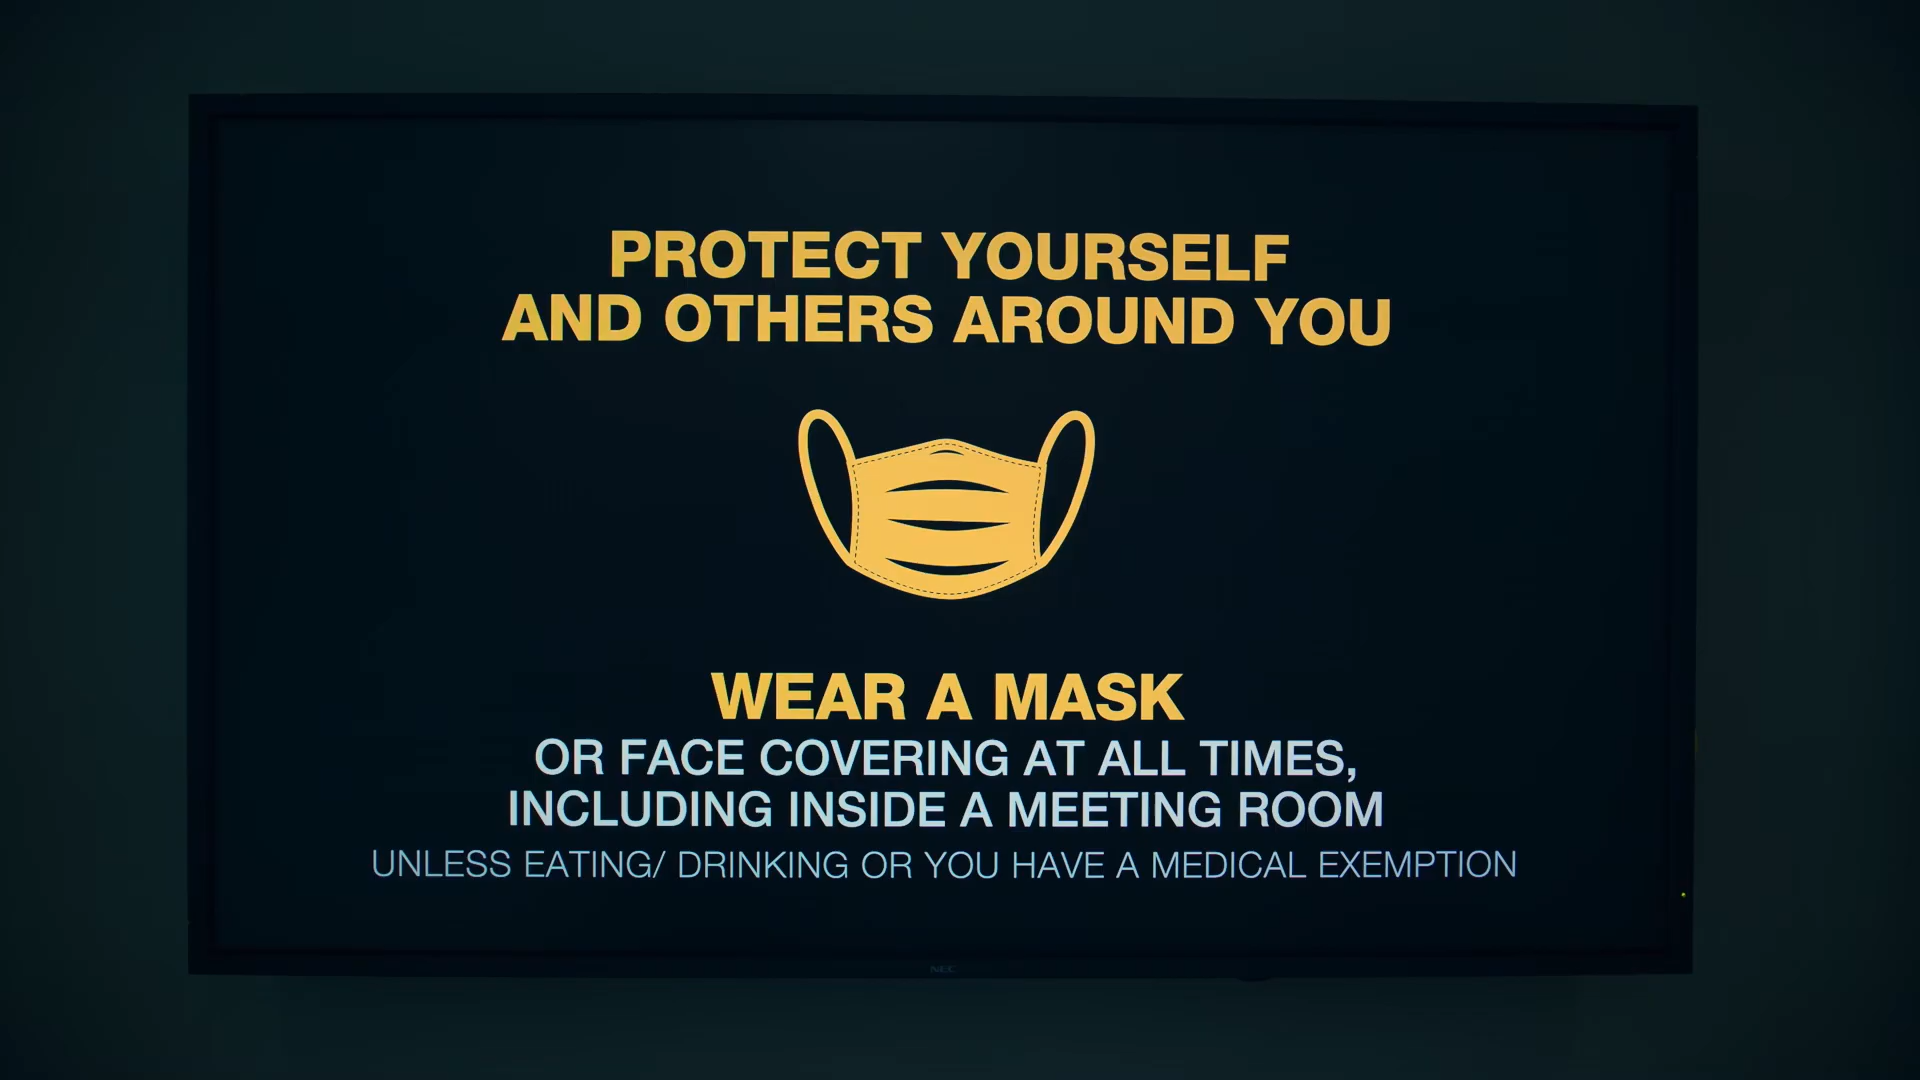 PROTECT YOURSELF
AND OTHERS AROUND YOU
WEAR A MASK
OR FACE COVERING AT ALL TIMES,
INCLUDING INSIDE A MEETING ROOM
UNLESS EATING/ DRINKING OR YOU HAVE A MEDICAL EXEMPTION
NEC